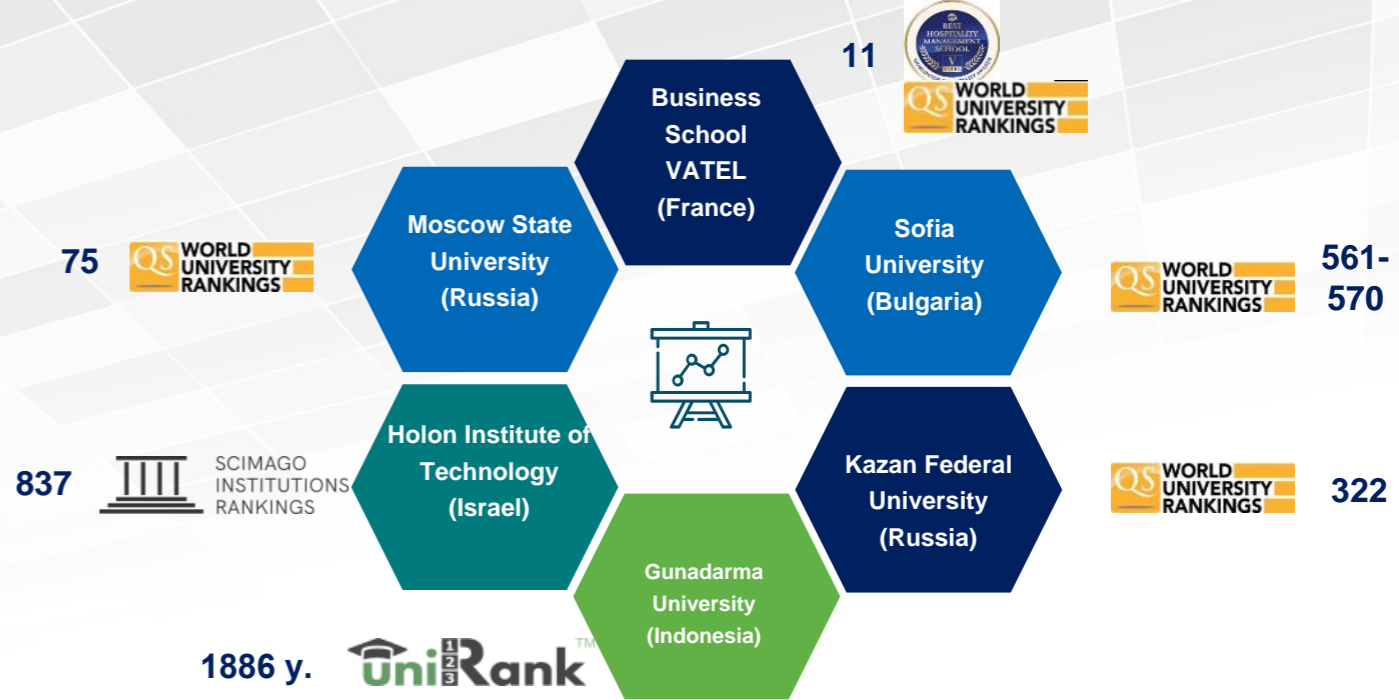 11
BEST
HOSPITALITY
MANAGEMENT
SCHOOL
QS WORLD
UNIVERSITY
RANKINGS
Business
School
VATEL
(France)
Moscow State
University
(Russia)
75
QS WORLD
UNIVERSITY
RANKINGS
Sofia
University
(Bulgaria)
QS WORLD
UNIVERSITY
RANKINGS
561-
570
Holon Institute of
Technology
(Israel)
837
SCIMAGO
INSTITUTIONS
RANKINGS
Kazan Federal
University
(Russia)
QS WORLD
UNIVERSITY
RANKINGS
322
Gunadarma
University
(Indonesia)
1886 y.
uni123Rank™